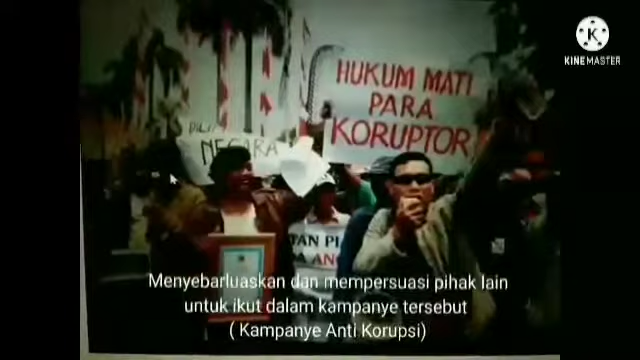 KINEMASTER
HUKUM MATI
PARA
KORUPTOR
NEGARA
Menyebarluaskan dan mempersuasi pihak lain
untuk ikut dalam kampanye tersebut
( Kampanye Anti Korupsi)